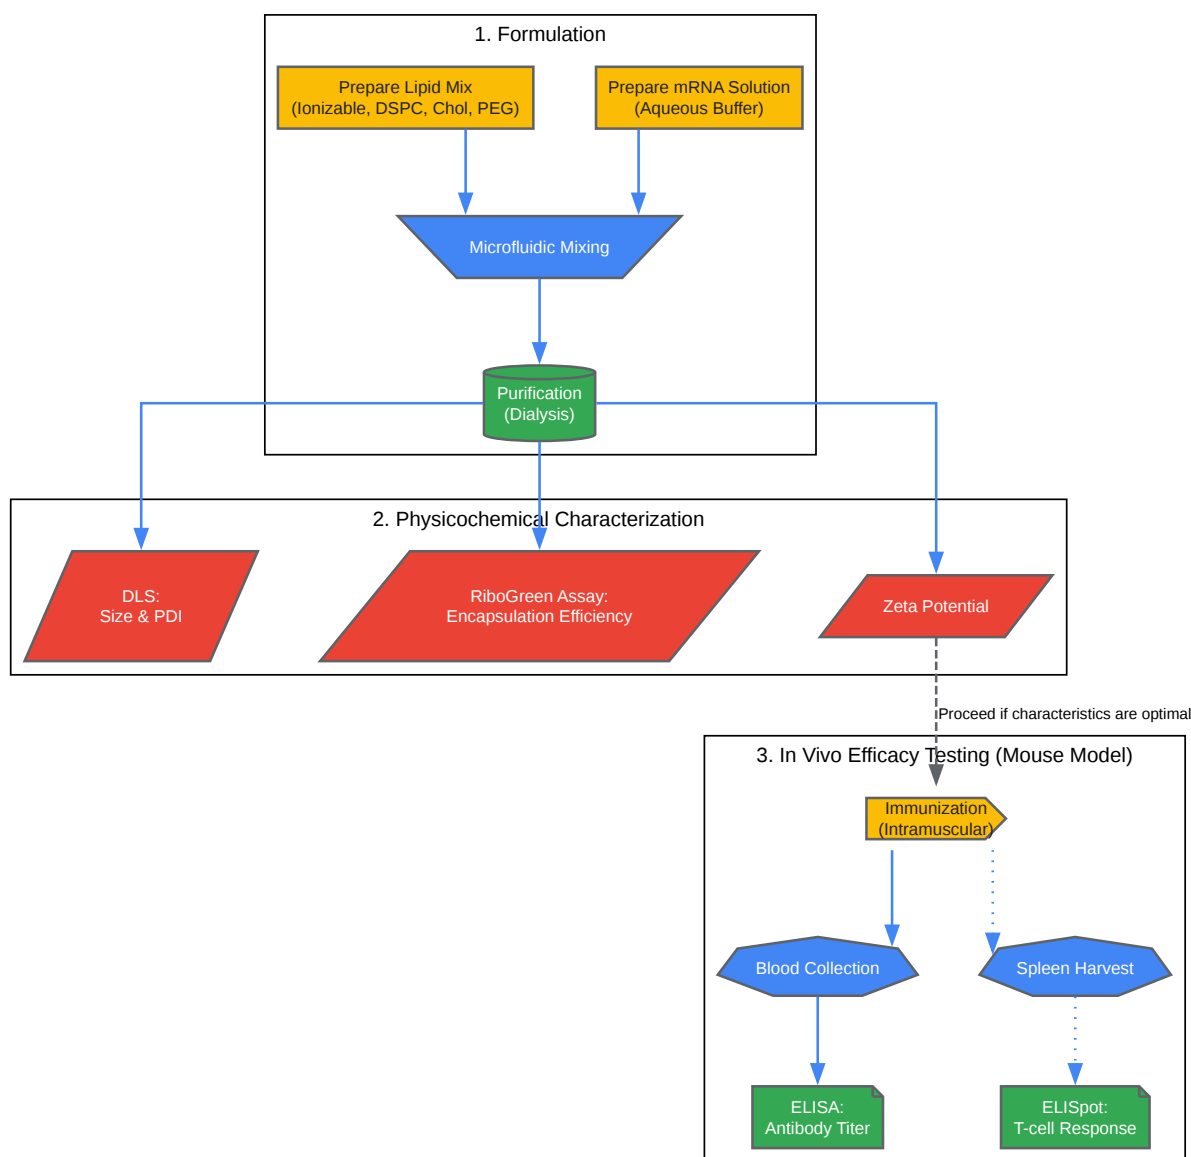 1. Formulation
Prepare Lipid Mix
(Ionizable, DSPC, Chol, PEG)
Prepare mRNA Solution
(Aqueous Buffer)
Microfluidic Mixing
Purification
(Dialysis)
2. Physicochemical Characterization
DLS:
Size & PDI
RiboGreen Assay:
Encapsulation Efficiency
Zeta Potential
Proceed if characteristics are optimal
3. In Vivo Efficacy Testing (Mouse Model)
Immunization
(Intramuscular)
Blood Collection
Spleen Harvest
ELISA:
Antibody Titer
ELISpot:
T-cell Response